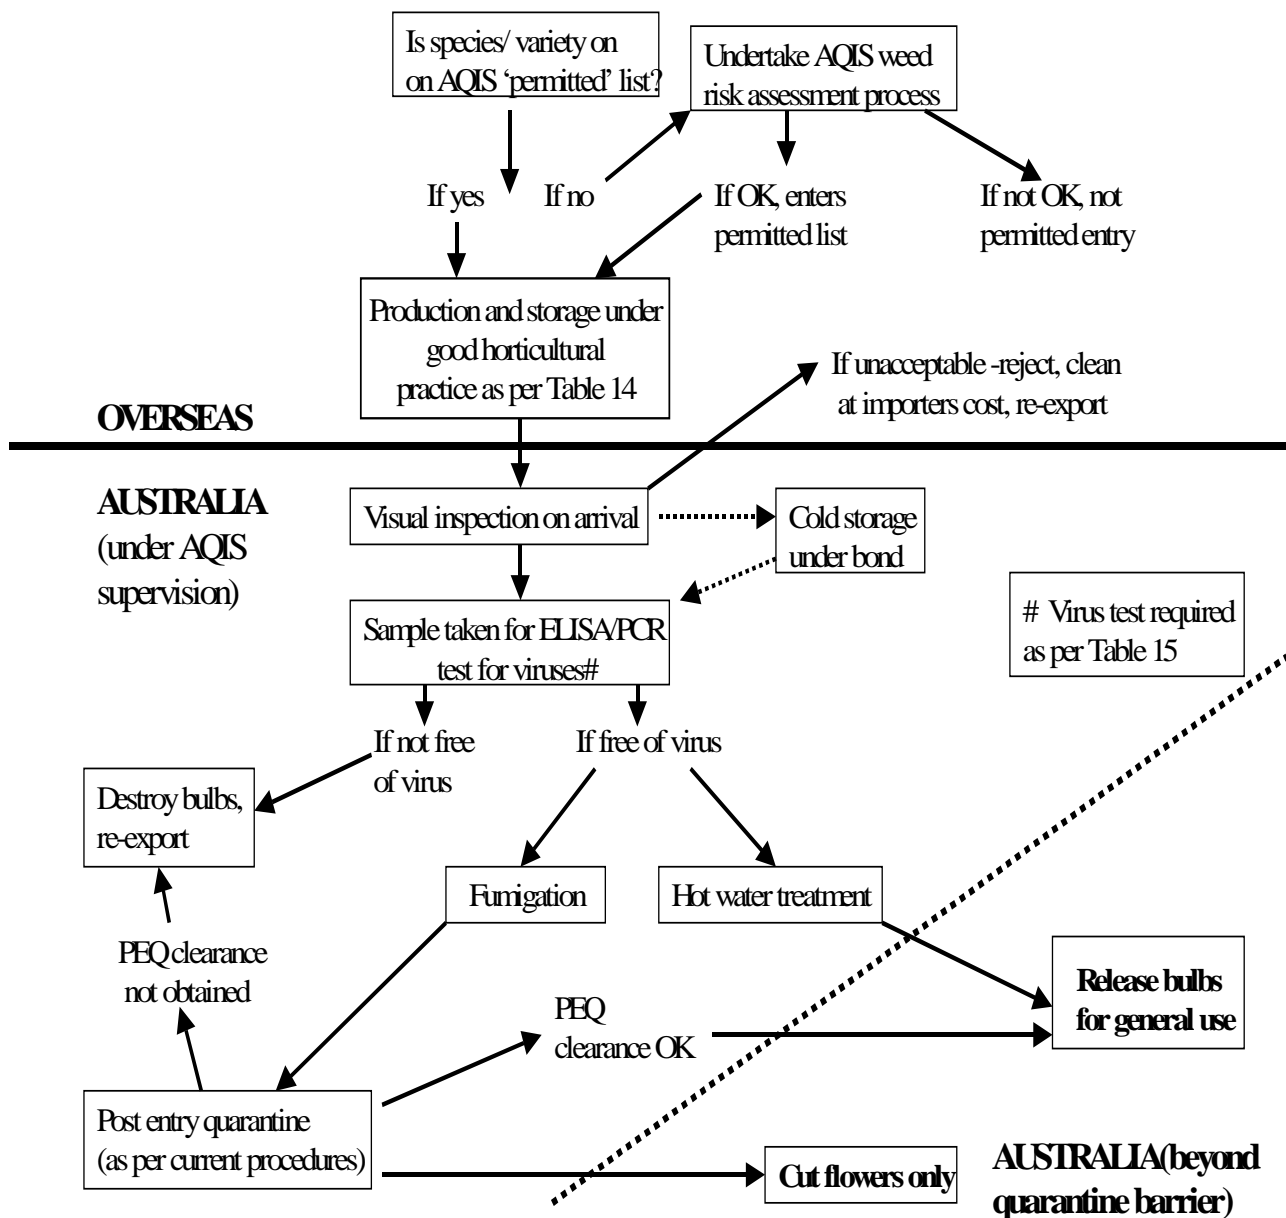 Is species/ variety on
on AQIS ‘permitted’ list?
Undertake AQIS weed
risk assessment process
If yes
If no
If OK, enters
permitted list
If not OK, not
permitted entry
Production and storage under
good horticultural
practice as per Table 14
If unacceptable -reject, clean
at importers cost, re-export
OVERSEAS
AUSTRALIA
(under AQIS
supervision)
Visual inspection on arrival
Cold storage
under bond
Sample taken for ELISA/PCR
test for viruses#
# Virus test required
as per Table 15
If not free
of virus
If free of virus
Destroy bulbs,
re-export
Fumigation
Hot water treatment
PEQ clearance
not obtained
PEQ
clearance OK
Release bulbs
for general use
Post entry quarantine
(as per current procedures)
Cut flowers only
AUSTRALIA (beyond
quarantine barrier)